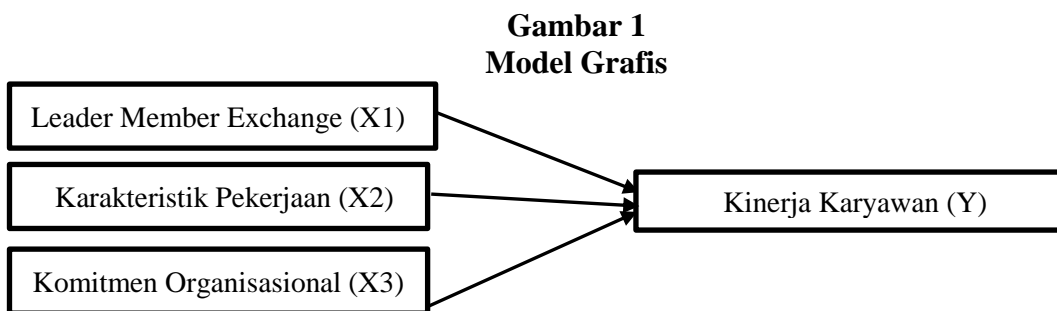 Gambar 1
Model Grafis
Leader Member Exchange (X1)
Karakteristik Pekerjaan (X2)
Kinerja Karyawan (Y)
Komitmen Organisasional (X3)